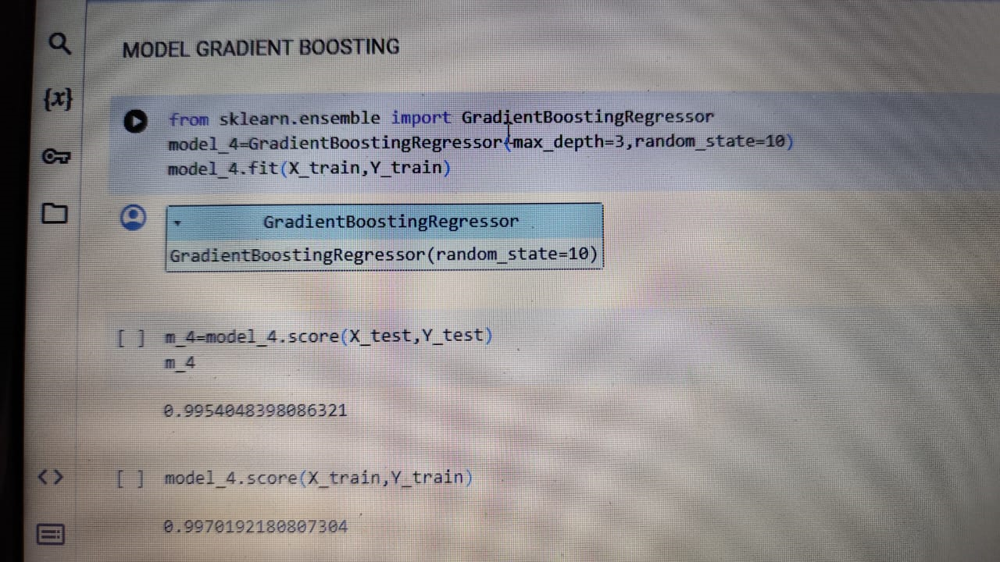 MODEL GRADIENT BOOSTING
{x}
from sklearn.ensemble import GradientBoostingRegressor
model_4=GradientBoostingRegressor(max_depth=3,random_state=10)
model_4.fit(X_train,Y_train)
GradientBoostingRegressor
GradientBoostingRegressor(random_state=10)
[ ] m_4=model_4.score(X_test,Y_test)
m_4
0.9954048398086321
<>
[ ] model_4.score(X_train,Y_train)
0.9970192180807304